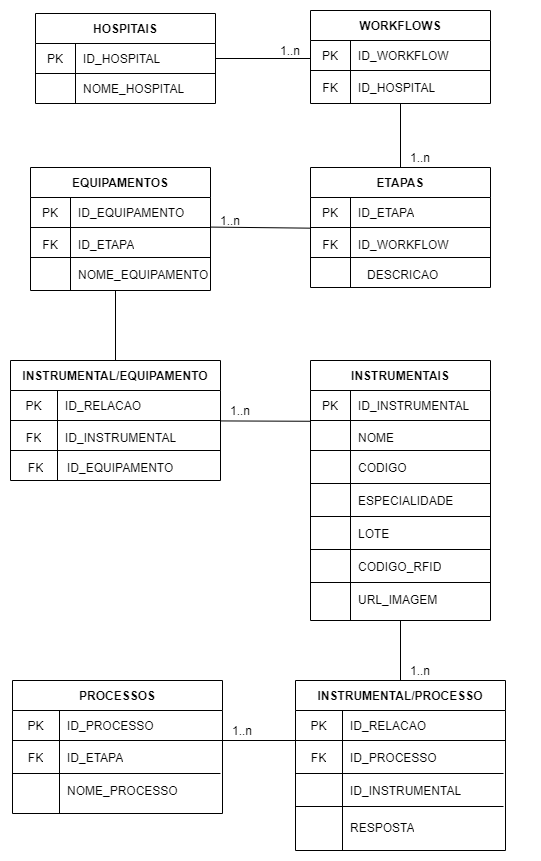 HOSPITAIS
PK ID_HOSPITAL
NOME_HOSPITAL
1..n
WORKFLOWS
PK ID_WORKFLOW
FK ID_HOSPITAL
1..n
EQUIPAMENTOS
PK ID_EQUIPAMENTO
FK ID_ETAPA
NOME_EQUIPAMENTO
1..n
ETAPAS
PK ID_ETAPA
FK ID_WORKFLOW
DESCRICAO
INSTRUMENTAL/EQUIPAMENTO
PK ID_RELACAO
FK ID_INSTRUMENTAL
FK ID_EQUIPAMENTO
1..n
INSTRUMENTAIS
PK ID_INSTRUMENTAL
NOME
CODIGO
ESPECIALIDADE
LOTE
CODIGO_RFID
URL_IMAGEM
1..n
PROCESSOS
PK ID_PROCESSO
FK ID_ETAPA
NOME_PROCESSO
1..n
INSTRUMENTAL/PROCESSO
PK ID_RELACAO
FK ID_PROCESSO
ID_INSTRUMENTAL
RESPOSTA